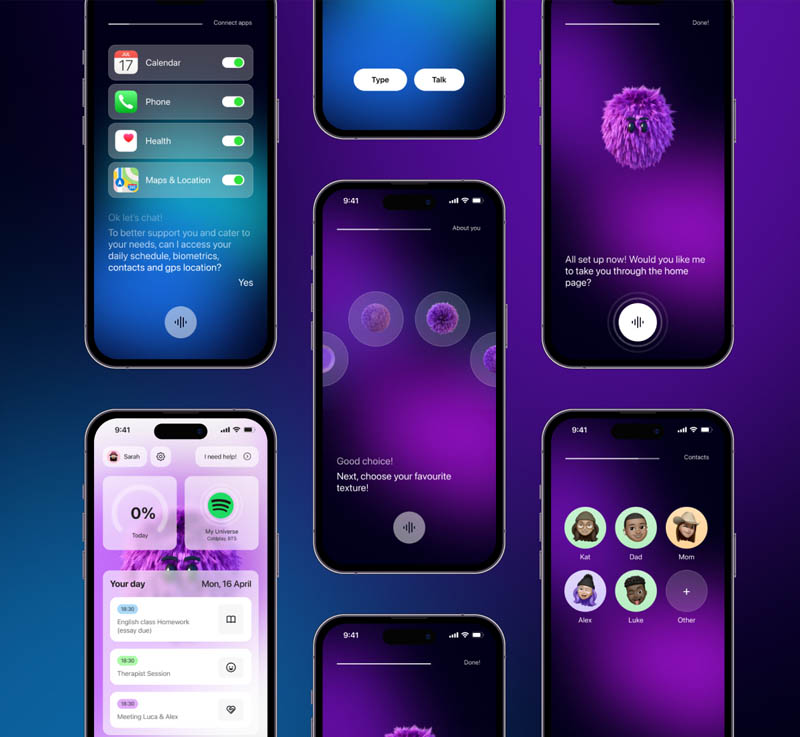 Connect apps
JUL
17
Calendar
Phone
Health
Maps & Location
Ok let's chat!
To better support you and cater to
your needs, can I access your
daily schedule, biometrics,
contacts and gps location?
Yes
9:41
Sarah
I need help!
0%
Today
My Universe
Coldplay, BTS
Your day
Mon, 16 April
18:30
English class Homework
(essay due)
18:30
Therapist Session
18:30
Meeting Luca & Alex
Type
Talk
9:41
About you
Good choice!
Next, choose your favourite
texture!
9:41
Done!
Done!
All set up now! Would you like me
to take you through the home
page?
9:41
Contacts
Kat
Dad
Mom
Alex
Luke
+
Other